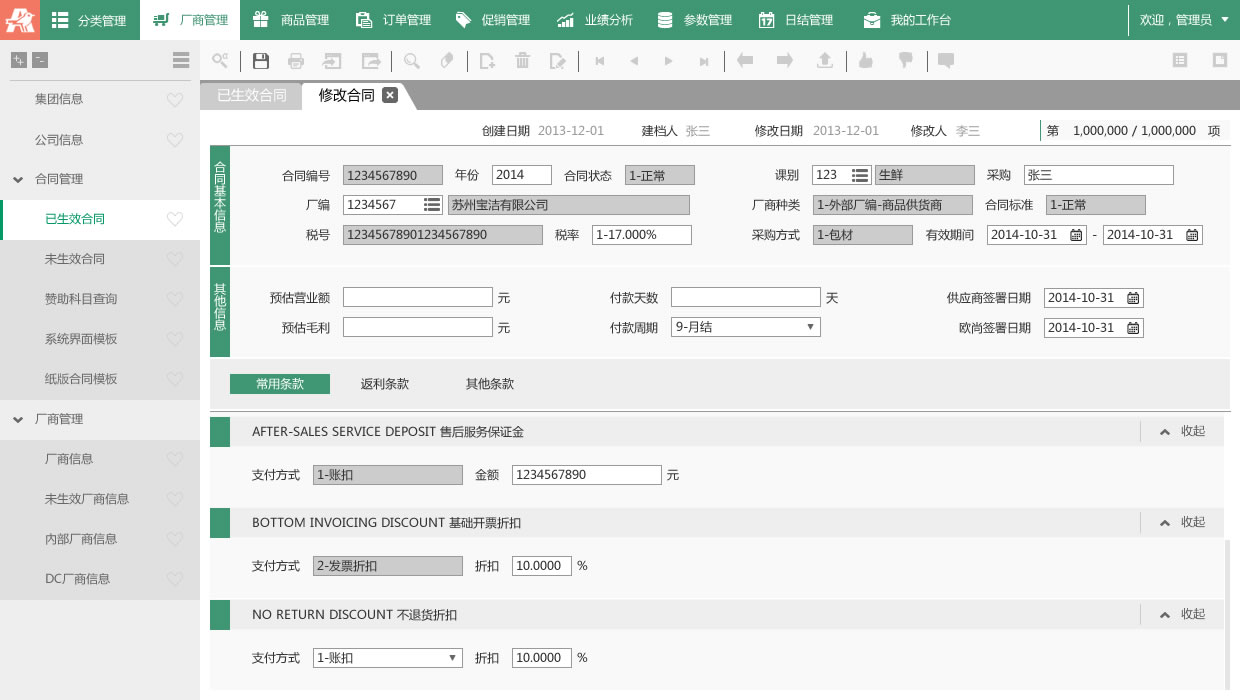 分类管理 厂商管理 商品管理 订单管理 促销管理 业绩分析 参数管理 日结管理 我的工作台 欢迎，管理员
集团信息
公司信息
合同管理
已生效合同
未生效合同
赞助科目查询
系统界面模板
纸版合同模板
厂商管理
厂商信息
未生效厂商信息
内部厂商信息
DC厂商信息
已生效合同 修改合同
创建日期 2013-12-01 建档人 张三 修改日期 2013-12-01 修改人 李三 第 1,000,000 / 1,000,000 项
合同基本信息
合同编号 1234567890 年份 2014 合同状态 1-正常 课别 123 生鲜 采购 张三
厂编 1234567 苏州宝洁有限公司 厂商种类 1-外部厂编-商品供货商 合同标准 1-正常
税号 12345678901234567890 税率 1-17.000% 采购方式 1-包材 有效期间 2014-10-31 - 2014-10-31
其他信息
预估营业额 元 付款天数 天 供应商签署日期 2014-10-31
预估毛利 元 付款周期 9-月结 欧尚签署日期 2014-10-31
常用条款 返利条款 其他条款
AFTER-SALES SERVICE DEPOSIT 售后服务保证金 收起
支付方式 1-账扣 金额 1234567890 元
BOTTOM INVOICING DISCOUNT 基础开票折扣 收起
支付方式 2-发票折扣 折扣 10.0000 %
NO RETURN DISCOUNT 不退货折扣 收起
支付方式 1-账扣 折扣 10.0000 %